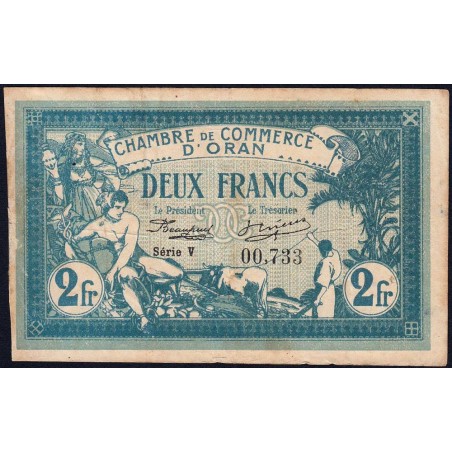 CHAMBRE DE COMMERCE
D'ORAN
DEUX FRANCS
Le Président Le Trésorier
Série V 00,733
2fr 2fr